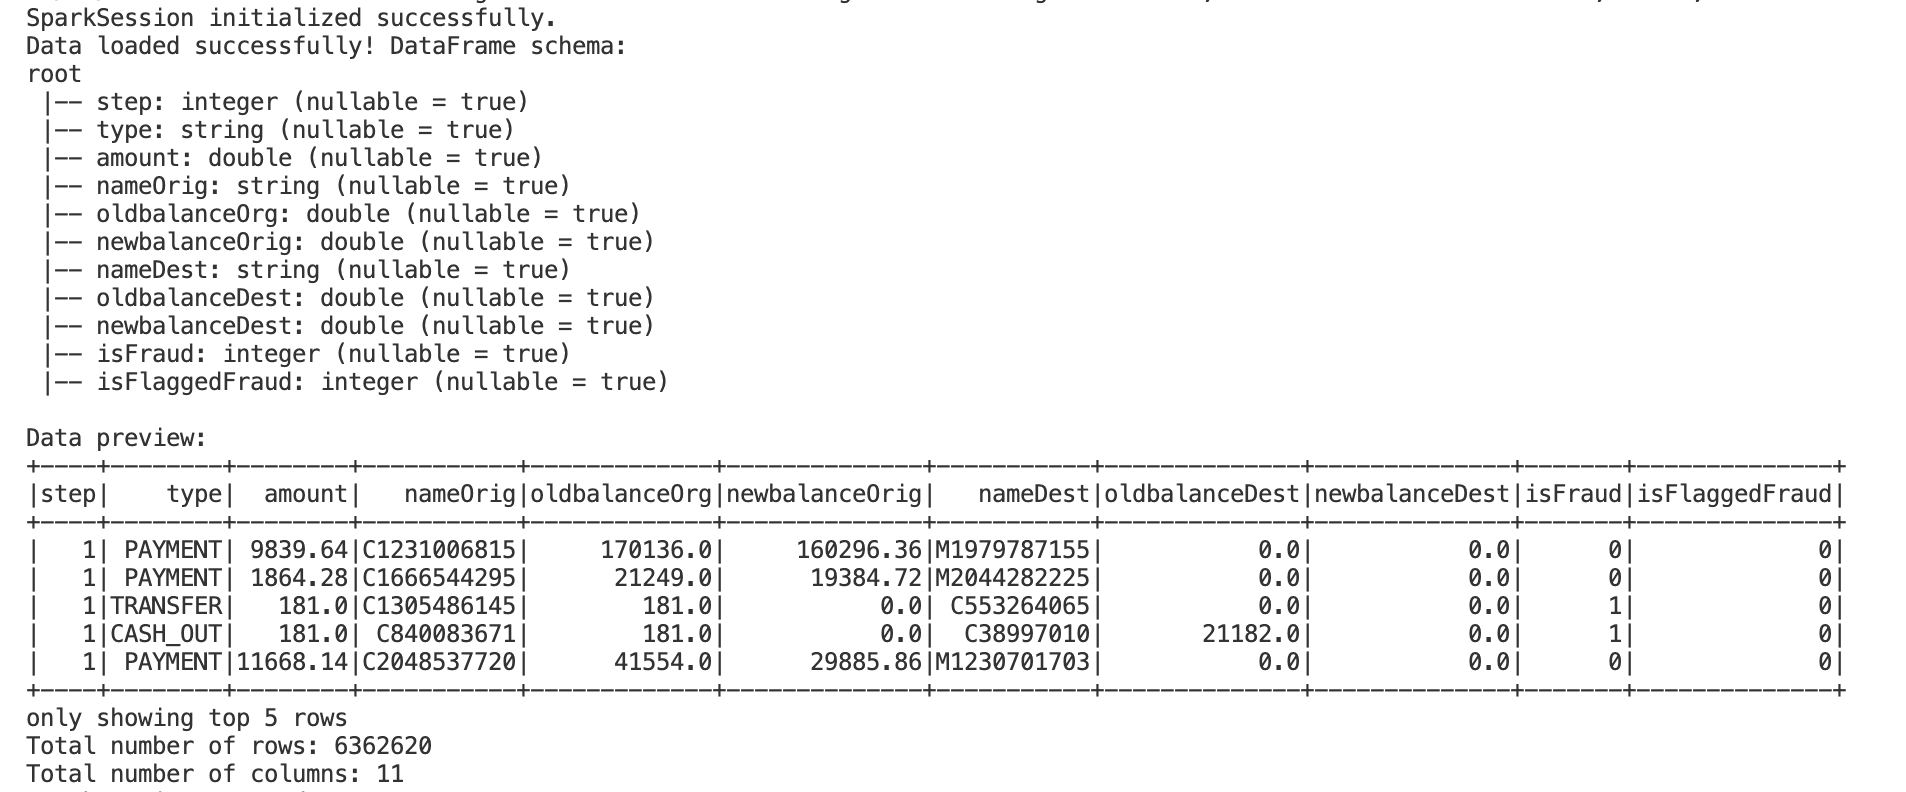 SparkSession initialized successfully.
Data loaded successfully! DataFrame schema:
root
 |-- step: integer (nullable = true)
 |-- type: string (nullable = true)
 |-- amount: double (nullable = true)
 |-- nameOrig: string (nullable = true)
 |-- oldbalanceOrg: double (nullable = true)
 |-- newbalanceOrig: double (nullable = true)
 |-- nameDest: string (nullable = true)
 |-- oldbalanceDest: double (nullable = true)
 |-- newbalanceDest: double (nullable = true)
 |-- isFraud: integer (nullable = true)
 |-- isFlaggedFraud: integer (nullable = true)

Data preview:
+----+--------+--------+-----------+-------------+--------------+-----------+--------------+--------------+-------+--------------+
|step|    type|  amount|   nameOrig|oldbalanceOrg|newbalanceOrig|   nameDest|oldbalanceDest|newbalanceDest|isFraud|isFlaggedFraud|
+----+--------+--------+-----------+-------------+--------------+-----------+--------------+--------------+-------+--------------+
|   1| PAYMENT| 9839.64|C1231006815|     170136.0|     160296.36|M1979787155|           0.0|           0.0|      0|             0|
|   1| PAYMENT| 1864.28|C1666544295|      21249.0|      19384.72|M2044282225|           0.0|           0.0|      0|             0|
|   1|TRANSFER|   181.0|C1305486145|        181.0|           0.0| C553264065|           0.0|           0.0|      1|             0|
|   1|CASH_OUT|   181.0| C840083671|        181.0|           0.0|  C38997010|       21182.0|           0.0|      1|             0|
|   1| PAYMENT|11668.14|C2048537720|      41554.0|      29885.86|M1230701703|           0.0|           0.0|      0|             0|
+----+--------+--------+-----------+-------------+--------------+-----------+--------------+--------------+-------+--------------+
only showing top 5 rows
Total number of rows: 6362620
Total number of columns: 11